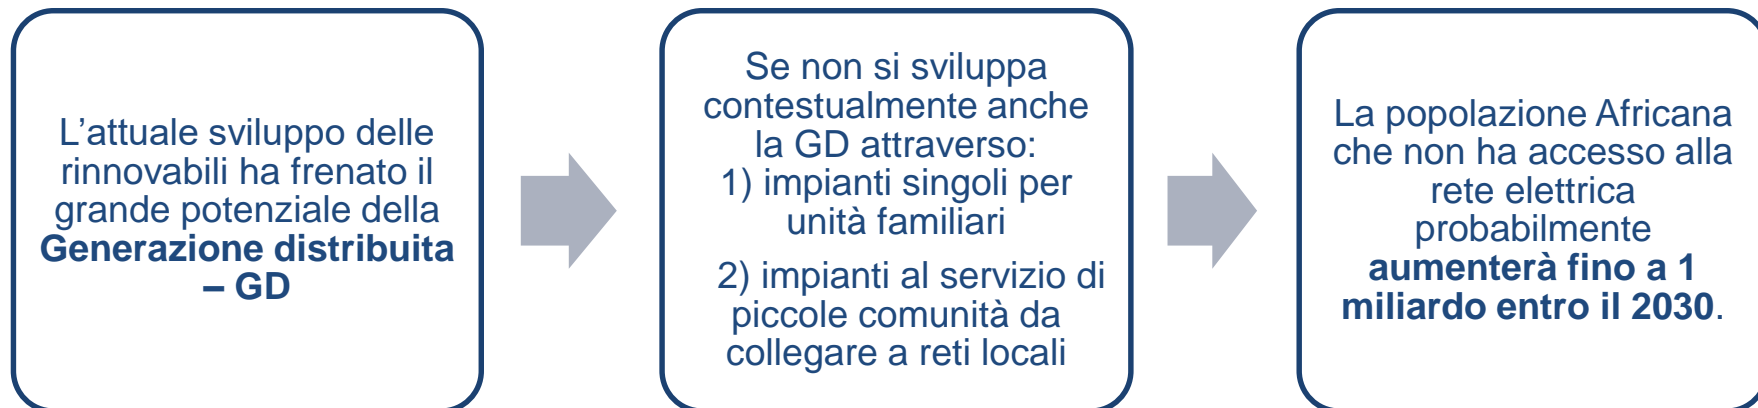 L’attuale sviluppo delle
rinnovabili ha frenato il
grande potenziale della
Generazione distribuita
– GD
Se non si sviluppa
contestualmente anche
la GD attraverso:
1) impianti singoli per
unità familiari
2) impianti al servizio di
piccole comunità da
collegare a reti locali
La popolazione Africana
che non ha accesso alla
rete elettrica
probabilmente
aumenterà fino a 1
miliardo entro il 2030.